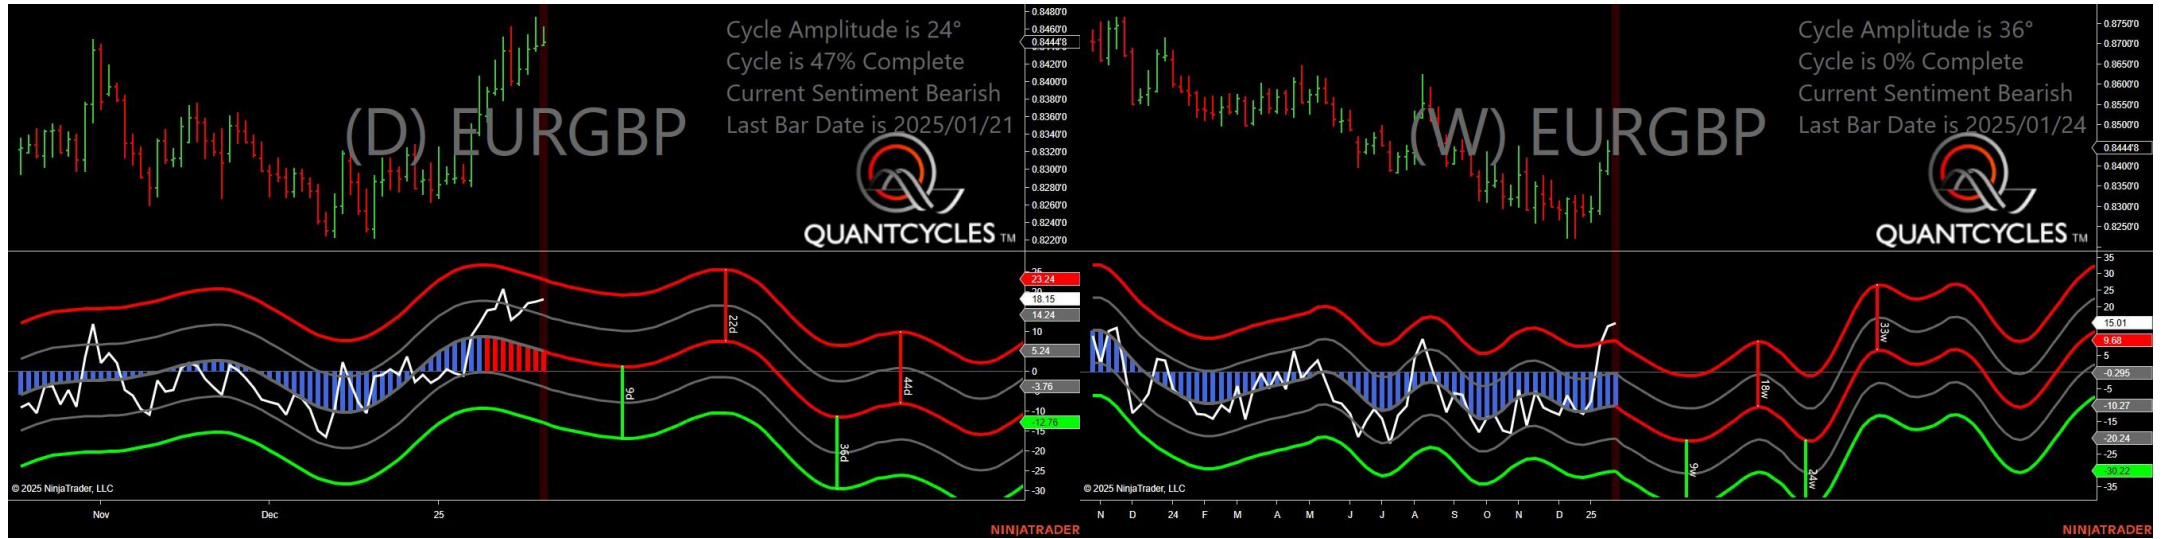 Cycle Amplitude is 24°
Cycle is 47% Complete
Current Sentiment Bearish
Last Bar Date is 2025/01/21
(D) EURGBP
QUANTCYCLES TM
0.8480'0
0.8460'0
0.8444'8
0.8420'0
0.8400'0
0.8380'0
0.8360'0
0.8340'0
0.8320'0
0.8300'0
0.8280'0
0.8260'0
0.8240'0
0.8220'0
25
23.24
20
18.15
14.24
10
5.24
0
-3.76
-10
-12.76
-15
-20
-25
-30
9d
22d
36d
44d
© 2025 NinjaTrader, LLC
Nov
Dec
25
NINJATRADER
Cycle Amplitude is 36°
Cycle is 0% Complete
Current Sentiment Bearish
Last Bar Date is 2025/01/24
(W) EURGBP
QUANTCYCLES TM
0.8750'0
0.8700'0
0.8650'0
0.8600'0
0.8550'0
0.8500'0
0.8444'8
0.8400'0
0.8350'0
0.8300'0
0.8250'0
35
30
25
20
15.01
9.68
5
-0.295
-5
-10.27
-15
-20.24
-30.22
-35
9w
18w
24w
33w
© 2025 NinjaTrader, LLC
N D 24 F M A M J J A S O N D 25
NINJATRADER